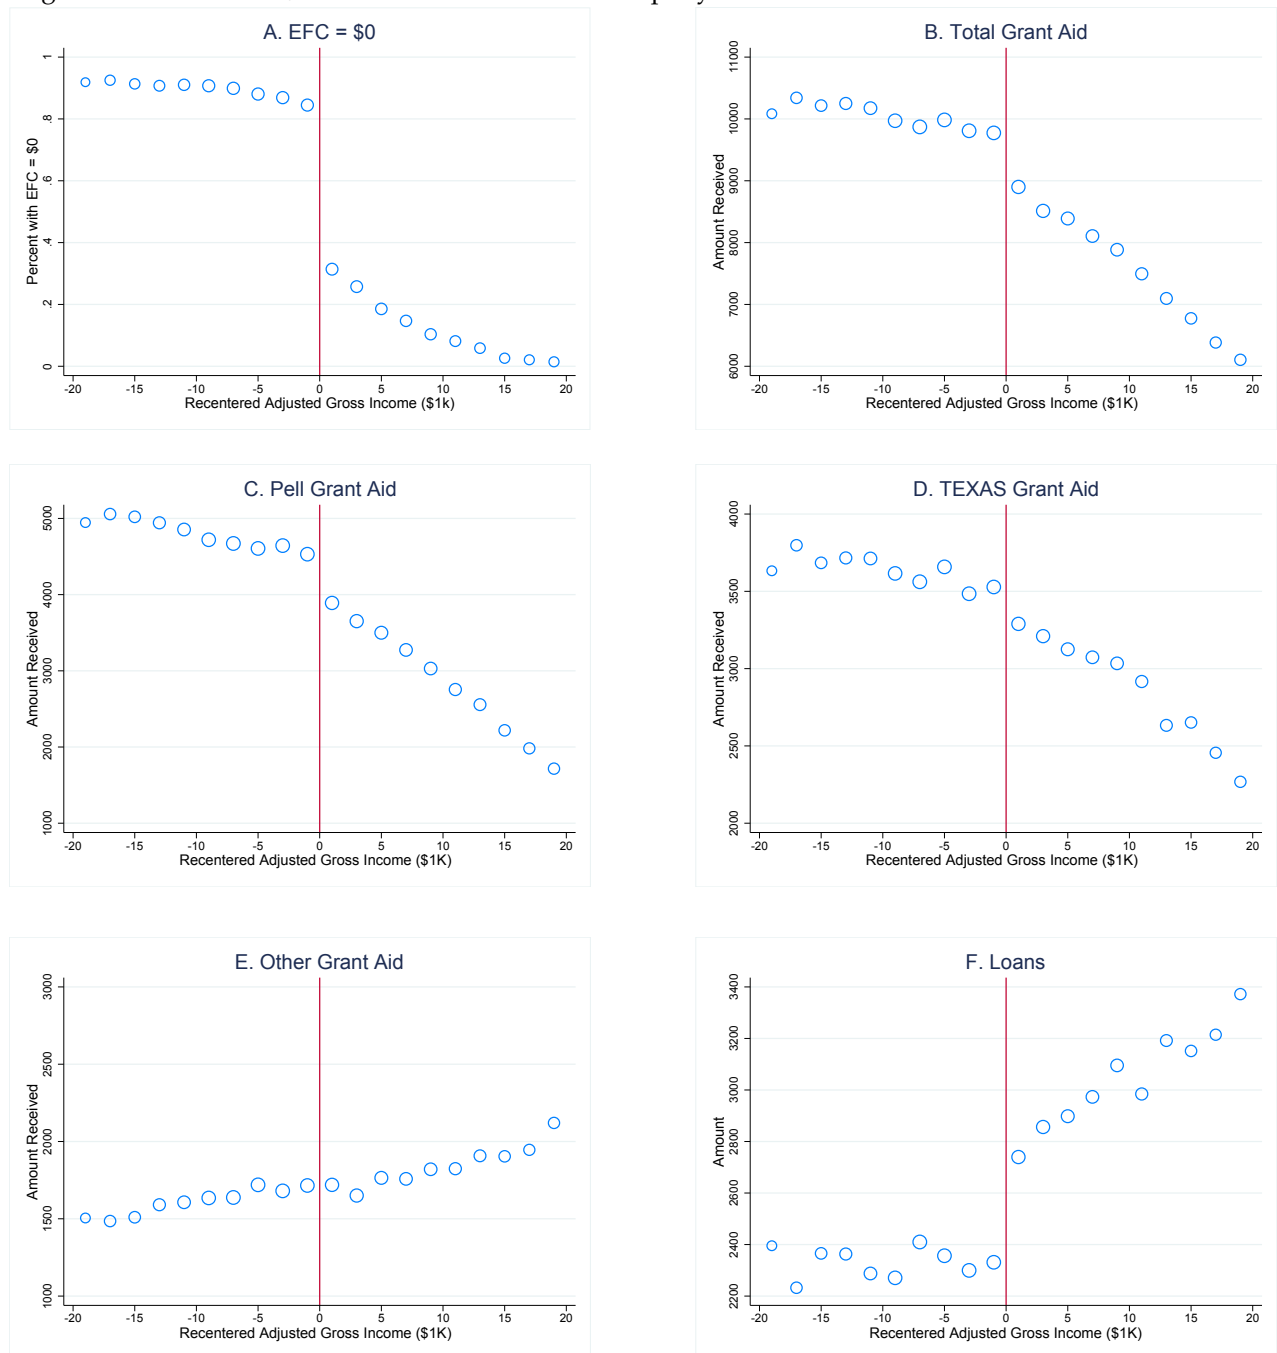 A. EFC = $0
Percent with EFC = $0
1
.8
.6
.4
.2
0
-20 -15 -10 -5 0 5 10 15 20
Recentered Adjusted Gross Income ($1k)
B. Total Grant Aid
Amount Received
11000
10000
9000
8000
7000
6000
-20 -15 -10 -5 0 5 10 15 20
Recentered Adjusted Gross Income ($1K)
C. Pell Grant Aid
Amount Received
5000
4000
3000
2000
1000
-20 -15 -10 -5 0 5 10 15 20
Recentered Adjusted Gross Income ($1K)
D. TEXAS Grant Aid
Amount Received
4000
3500
3000
2500
2000
-20 -15 -10 -5 0 5 10 15 20
Recentered Adjusted Gross Income ($1K)
E. Other Grant Aid
Amount Received
3000
2500
2000
1500
1000
-20 -15 -10 -5 0 5 10 15 20
Recentered Adjusted Gross Income ($1K)
F. Loans
Amount
3400
3200
3000
2800
2600
2400
2200
-20 -15 -10 -5 0 5 10 15 20
Recentered Adjusted Gross Income ($1K)